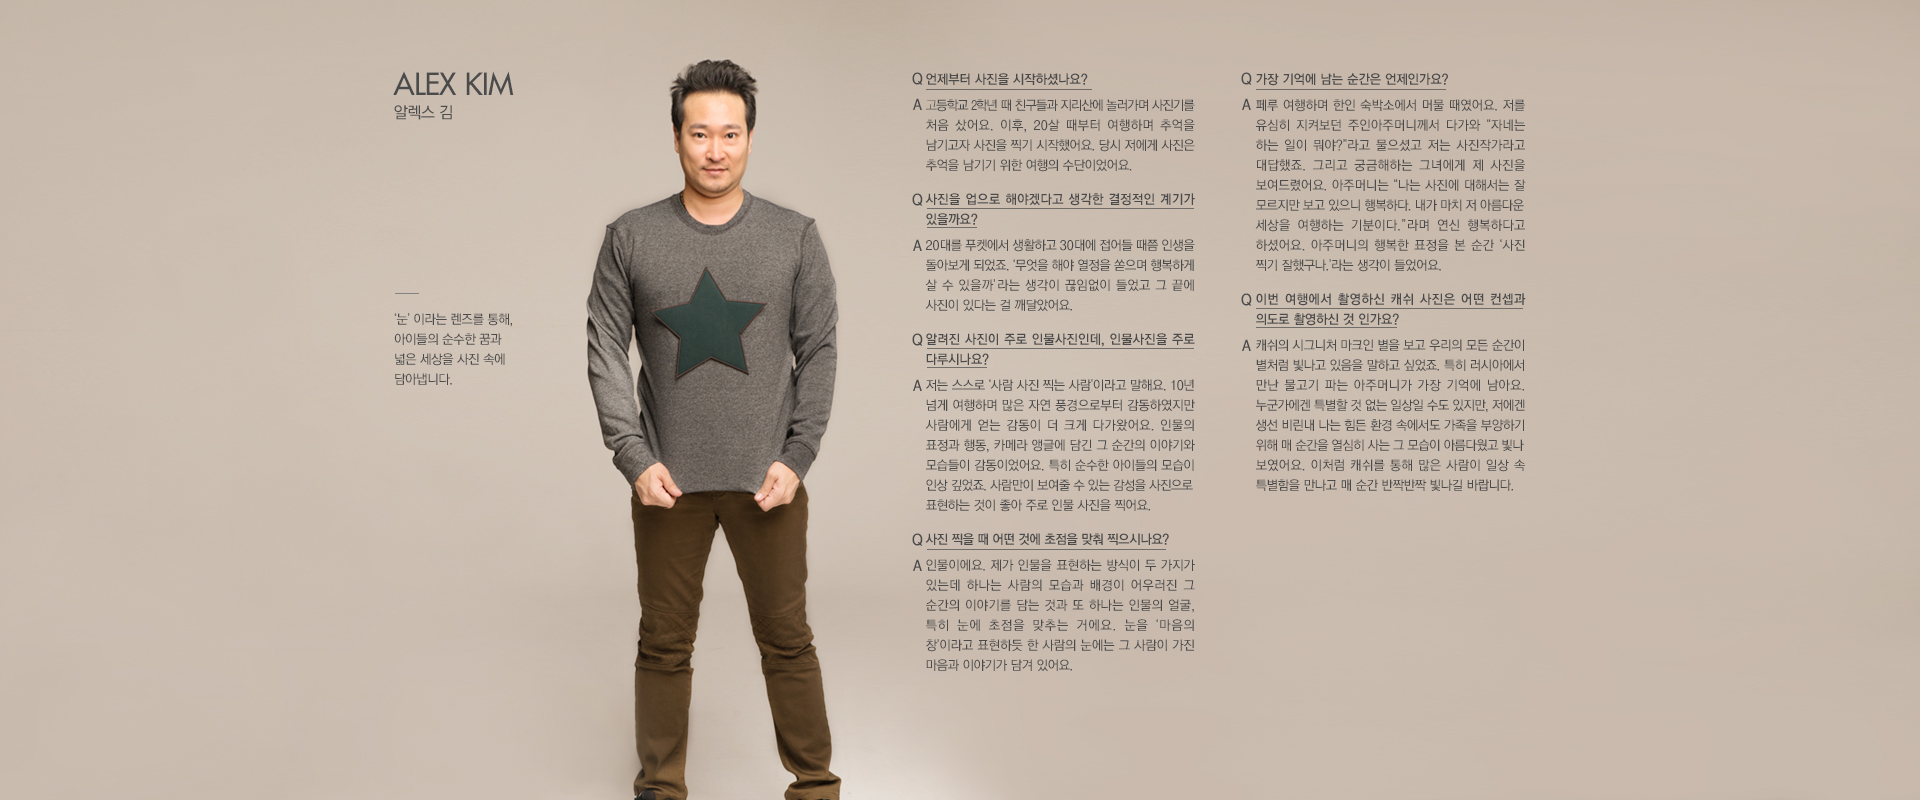 ALEX KIM
알렉스 김
'눈' 이라는 렌즈를 통해,
아이들의 순수한 꿈과
넓은 세상을 사진 속에
담아냅니다.
Q 언제부터 사진을 시작하셨나요?
A 고등학교 2학년 때 친구들과 지리산에 놀러가며 사진기를
처음 샀어요. 이후, 20살 때부터 여행하며 추억을
남기고자 사진을 찍기 시작했어요. 당시 저에게 사진은
추억을 남기기 위한 여행의 수단이었어요.
Q 사진을 업으로 해야겠다고 생각한 결정적인 계기가
있을까요?
A 20대를 푸켓에서 생활하고 30대에 접어들 때쯤 인생을
돌아보게 되었죠. '무엇을 해야 열정을 쏟으며 행복하게
살 수 있을까'라는 생각이 끊임없이 들었고 그 끝에
사진이 있다는 걸 깨달았어요.
Q 알려진 사진이 주로 인물사진인데, 인물사진을 주로
다루시나요?
A 저는 스스로 '사람 사진 찍는 사람'이라고 말해요. 10년
넘게 여행하며 많은 자연 풍경으로부터 감동하였지만
사람에게 얻는 감동이 더 크게 다가왔어요. 인물의
표정과 행동, 카메라 앵글에 담긴 그 순간의 이야기와
모습들이 감동이었어요. 특히 순수한 아이들의 모습이
인상 깊었죠. 사람만이 보여줄 수 있는 감성을 사진으로
표현하는 것이 좋아 주로 인물 사진을 찍어요.
Q 사진 찍을 때 어떤 것에 초점을 맞춰 찍으시나요?
A 인물이에요. 제가 인물을 표현하는 방식이 두 가지가
있는데 하나는 사람의 모습과 배경이 어우러진 그
순간의 이야기를 담는 것과 또 하나는 인물의 얼굴,
특히 눈에 초점을 맞추는 거에요. 눈을 '마음의
창'이라고 표현하듯 한 사람의 눈에는 그 사람이 가진
마음과 이야기가 담겨 있어요.
Q 가장 기억에 남는 순간은 언제인가요?
A 페루 여행하며 한인 숙박소에서 머물 때였어요. 저를
유심히 지켜보던 주인아주머니께서 다가와 "자네는
하는 일이 뭐야?"라고 물으셨고 저는 사진작가라고
대답했죠. 그리고 궁금해하는 그녀에게 제 사진을
보여드렸어요. 아주머니는 "나는 사진에 대해서는 잘
모르지만 보고 있으니 행복하다. 내가 마치 저 아름다운
세상을 여행하는 기분이다."라며 연신 행복하다고
하셨어요. 아주머니의 행복한 표정을 본 순간 '사진
찍기 잘했구나.'라는 생각이 들었어요.
Q 이번 여행에서 촬영하신 캐쉬 사진은 어떤 컨셉과
의도로 촬영하신 것 인가요?
A 캐쉬의 시그니처 마크인 별을 보고 우리의 모든 순간이
별처럼 빛나고 있음을 말하고 싶었죠. 특히 러시아에서
만난 물고기 파는 아주머니가 가장 기억에 남아요.
누군가에겐 특별할 것 없는 일상일 수도 있지만, 저에겐
생선 비린내 나는 힘든 환경 속에서도 가족을 부양하기
위해 매 순간을 열심히 사는 그 모습이 아름다웠고 빛나
보였어요. 이처럼 캐쉬를 통해 많은 사람이 일상 속
특별함을 만나고 매 순간 반짝반짝 빛나길 바랍니다.